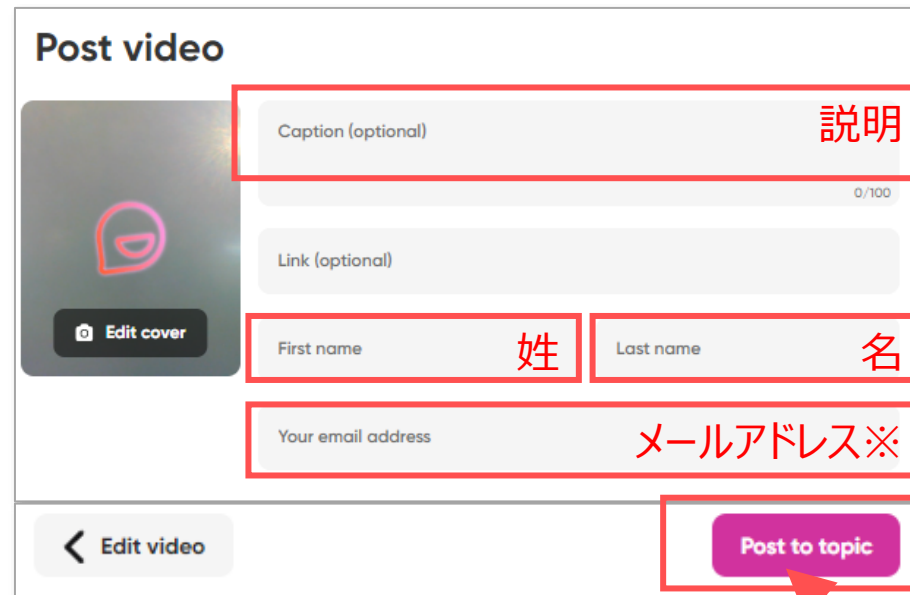 Post video
Caption (optional) 説明
0/100
Link (optional)
Edit cover
First name 姓 Last name 名
Your email address メールアドレス※
Edit video Post to topic